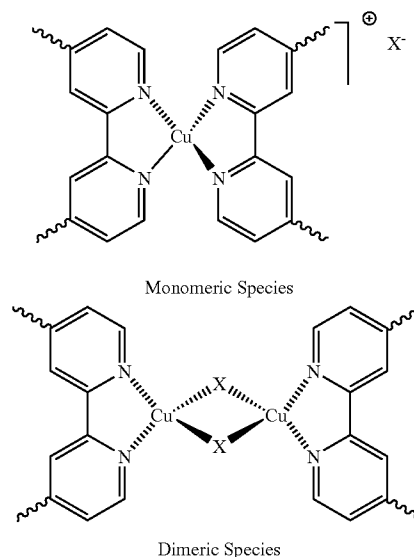 N N ⊕ X⁻
Cu
N N
Monomeric Species
N X N
Cu Cu
N X N
Dimeric Species